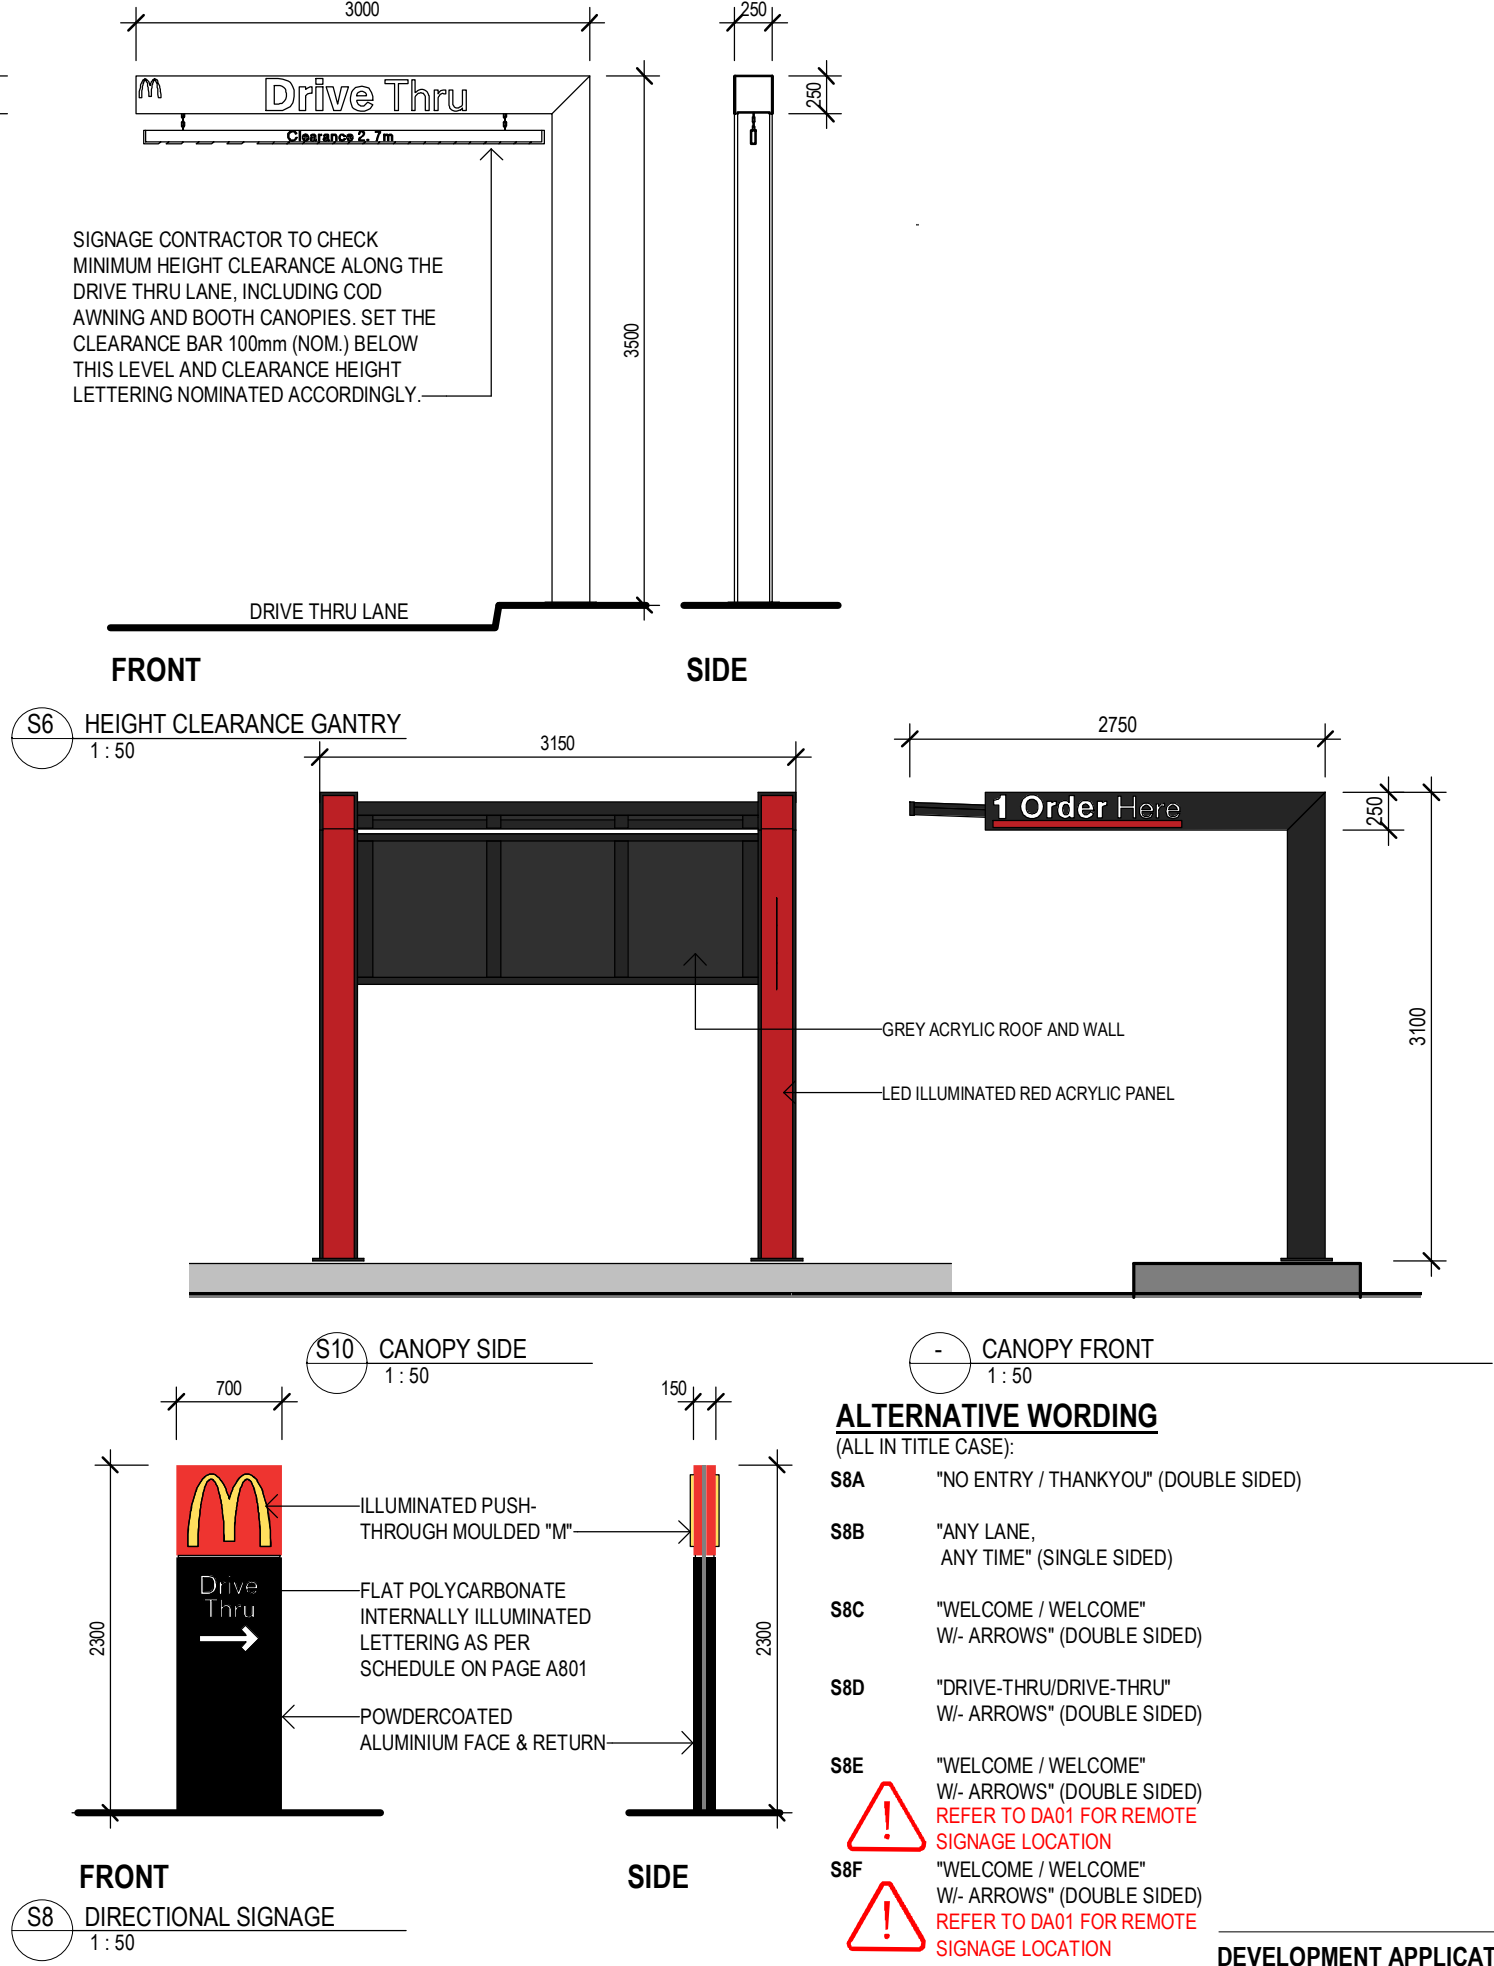 3000
250
Drive Thru
250
Clearance 2. 7m
SIGNAGE CONTRACTOR TO CHECK
MINIMUM HEIGHT CLEARANCE ALONG THE
DRIVE THRU LANE, INCLUDING COD
AWNING AND BOOTH CANOPIES. SET THE
CLEARANCE BAR 100mm (NOM.) BELOW
THIS LEVEL AND CLEARANCE HEIGHT
LETTERING NOMINATED ACCORDINGLY.
3500
DRIVE THRU LANE
FRONT
SIDE
S6 HEIGHT CLEARANCE GANTRY
1 : 50
3150
2750
1 Order Here
250
3100
GREY ACRYLIC ROOF AND WALL
LED ILLUMINATED RED ACRYLIC PANEL
S10 CANOPY SIDE
1 : 50
- CANOPY FRONT
1 : 50
700
150
M
ILLUMINATED PUSH-
THROUGH MOULDED "M"
Drive
Thru
FLAT POLYCARBONATE
INTERNALLY ILLUMINATED
LETTERING AS PER
SCHEDULE ON PAGE A801
2300
2300
POWDERCOATED
ALUMINIUM FACE & RETURN
FRONT
SIDE
S8 DIRECTIONAL SIGNAGE
1 : 50
ALTERNATIVE WORDING
(ALL IN TITLE CASE):
S8A "NO ENTRY / THANKYOU" (DOUBLE SIDED)
S8B "ANY LANE,
ANY TIME" (SINGLE SIDED)
S8C "WELCOME / WELCOME"
W/- ARROWS" (DOUBLE SIDED)
S8D "DRIVE-THRU/DRIVE-THRU"
W/- ARROWS" (DOUBLE SIDED)
S8E "WELCOME / WELCOME"
W/- ARROWS" (DOUBLE SIDED)
REFER TO DA01 FOR REMOTE
SIGNAGE LOCATION
S8F "WELCOME / WELCOME"
W/- ARROWS" (DOUBLE SIDED)
REFER TO DA01 FOR REMOTE
SIGNAGE LOCATION
DEVELOPMENT APPLICAT